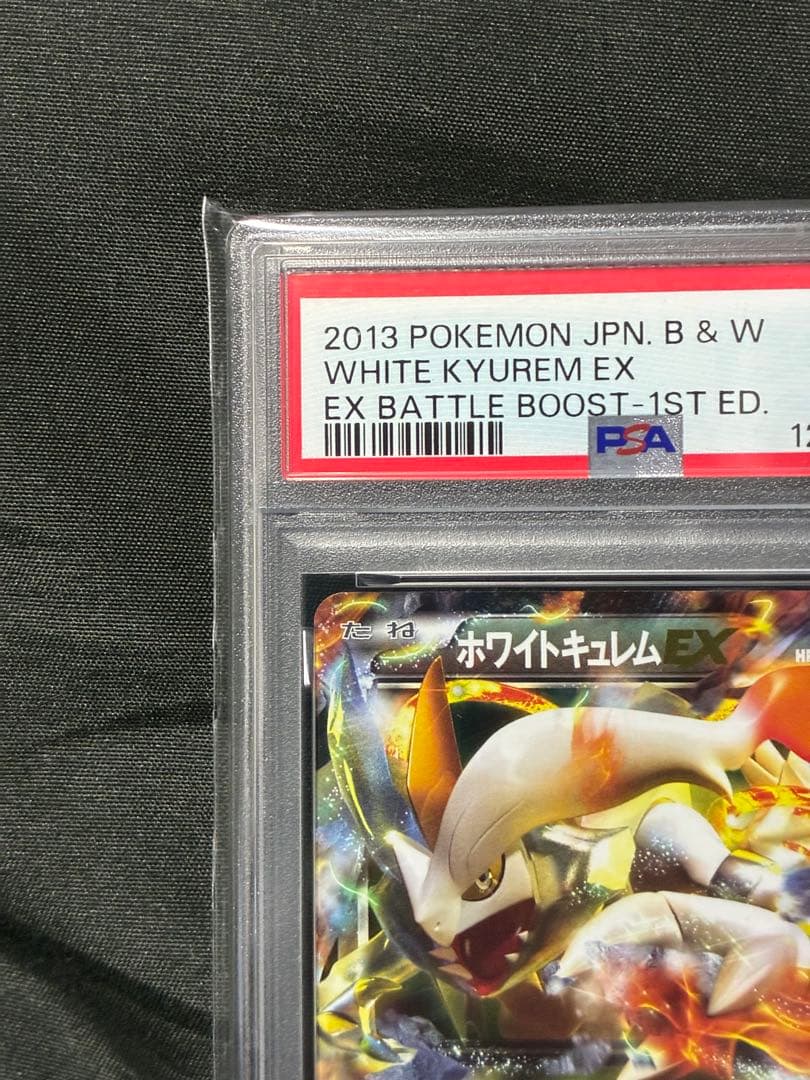 2013 POKEMON JPN. B & W
WHITE KYUREM EX
EX BATTLE BOOST-1ST ED.
PSA
たね
ホワイトキュレムEX